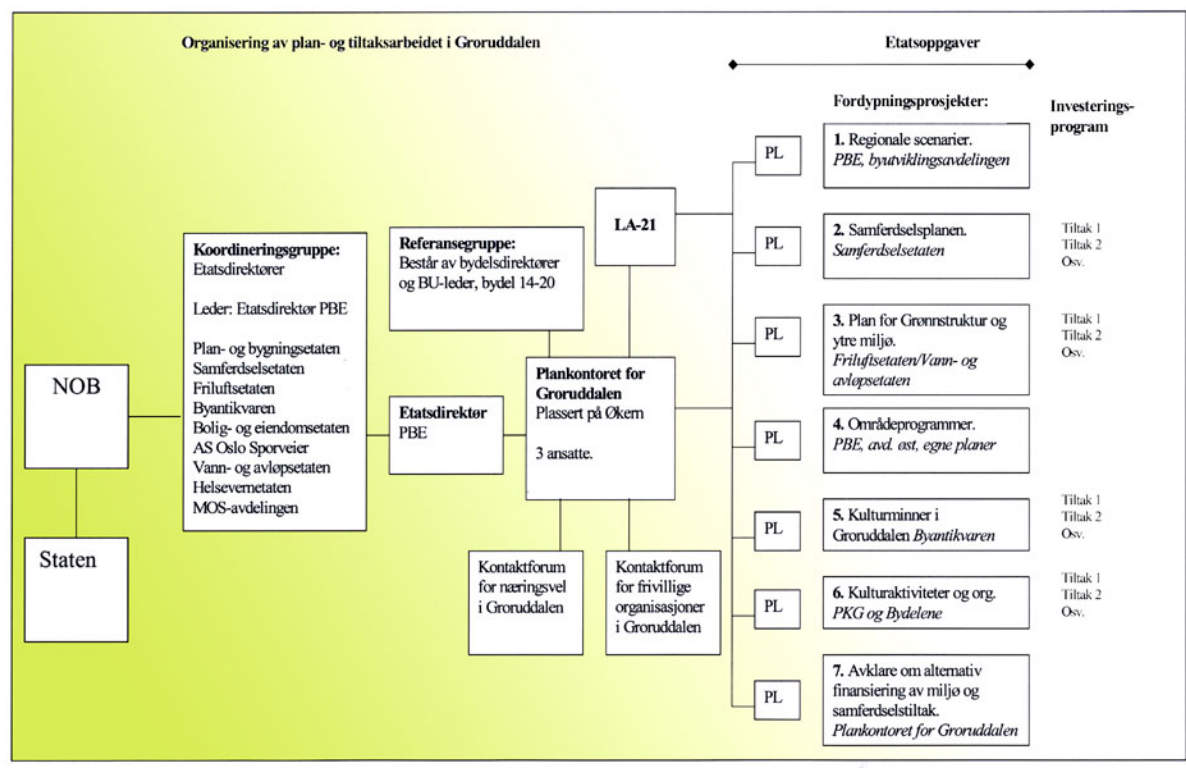 Organisering av plan- og tiltaksarbeidet i Groruddalen
Etatsoppgaver
Fordypningsprosjekter:
Investerings-
program
NOB
Staten
Koordineringsgruppe:
Etatsdirektører
Leder: Etatsdirektør PBE
Plan- og bygningsetaten
Samferdselsetaten
Friluftsetaten
Byantikvaren
Bolig- og eiendomsetaten
AS Oslo Sporveier
Vann- og avløpsetaten
Helsevernetaten
MOS-avdelingen
Referansegruppe:
Består av bydelsdirektører
og BU-leder, bydel 14-20
Etatsdirektør
PBE
LA-21
Plankontoret for
Groruddalen
Plassert på Økern
3 ansatte.
Kontaktforum
for næringsvel
i Groruddalen
Kontaktforum
for frivillige
organisasjoner
i Groruddalen
PL
1. Regionale scenarier.
PBE, byutviklingsavdelingen
PL
2. Samferdselsplanen.
Samferdselsetaten
Tiltak 1
Tiltak 2
Osv.
PL
3. Plan for Grønnstruktur og
ytre miljø.
Friluftsetaten/Vann- og
avløpsetaten
Tiltak 1
Tiltak 2
Osv.
PL
4. Områdeprogrammer.
PBE, avd. øst, egne planer
PL
5. Kulturminner i
Groruddalen Byantikvaren
Tiltak 1
Tiltak 2
Osv.
PL
6. Kulturaktiviteter og org.
PKG og Bydelene
Tiltak 1
Tiltak 2
Osv.
PL
7. Avklare om alternativ
finansiering av miljø og
samferdselstiltak.
Plankontoret for Groruddalen